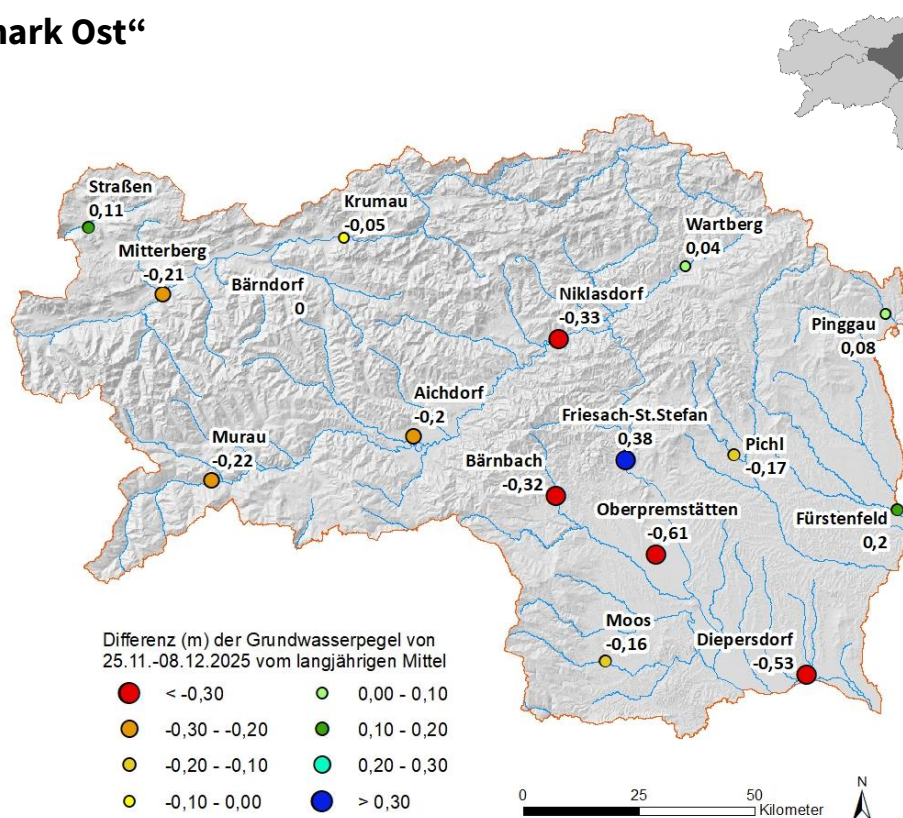 mark Ost“
Straßen
0,11
Krumau
-0,05
Wartberg
0,04
Mitterberg
-0,21
Bärndorf
0
Niklasdorf
-0,33
Pinggau
0,08
Aichdorf
-0,2
Friesach-St.Stefan
0,38
Murau
-0,22
Pichl
-0,17
Bärnbach
-0,32
Oberpremstätten
-0,61
Fürstenfeld
0,2
Moos
-0,16
Diepersdorf
-0,53
Differenz (m) der Grundwasserpegel von
25.11.-08.12.2025 vom langjährigen Mittel
< -0,30
-0,30 - -0,20
-0,20 - -0,10
-0,10 - 0,00
0,00 - 0,10
0,10 - 0,20
0,20 - 0,30
> 0,30
0 25 50
Kilometer
N